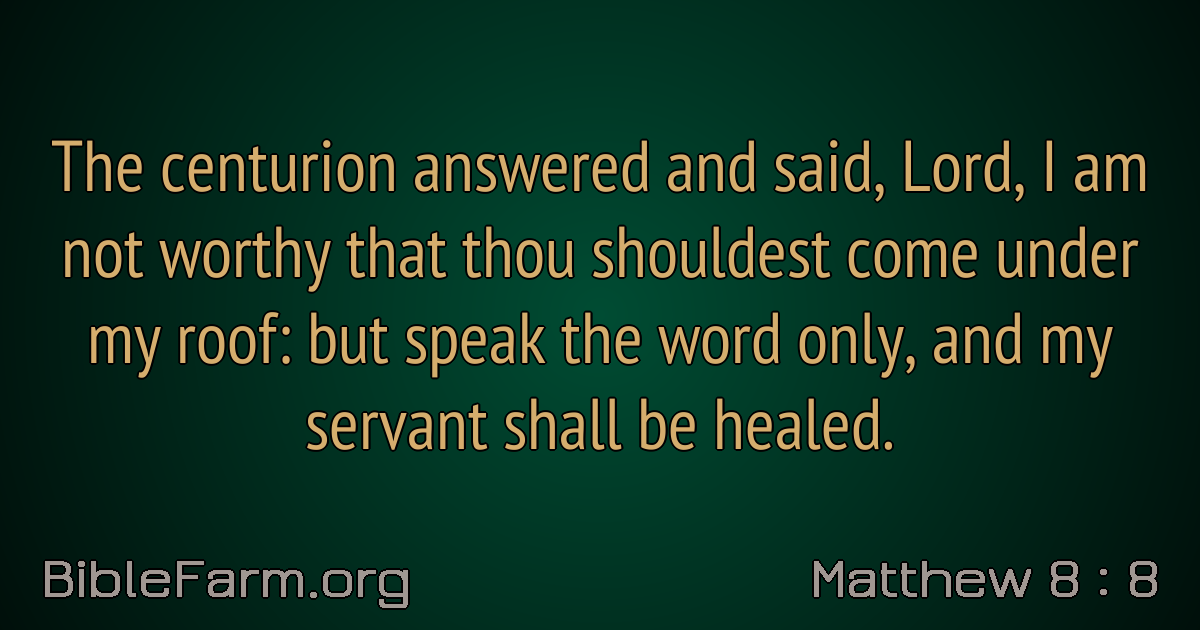 The centurion answered and said, Lord, I am
not worthy that thou shouldest come under
my roof: but speak the word only, and my
servant shall be healed.
BibleFarm.org
Matthew 8 : 8